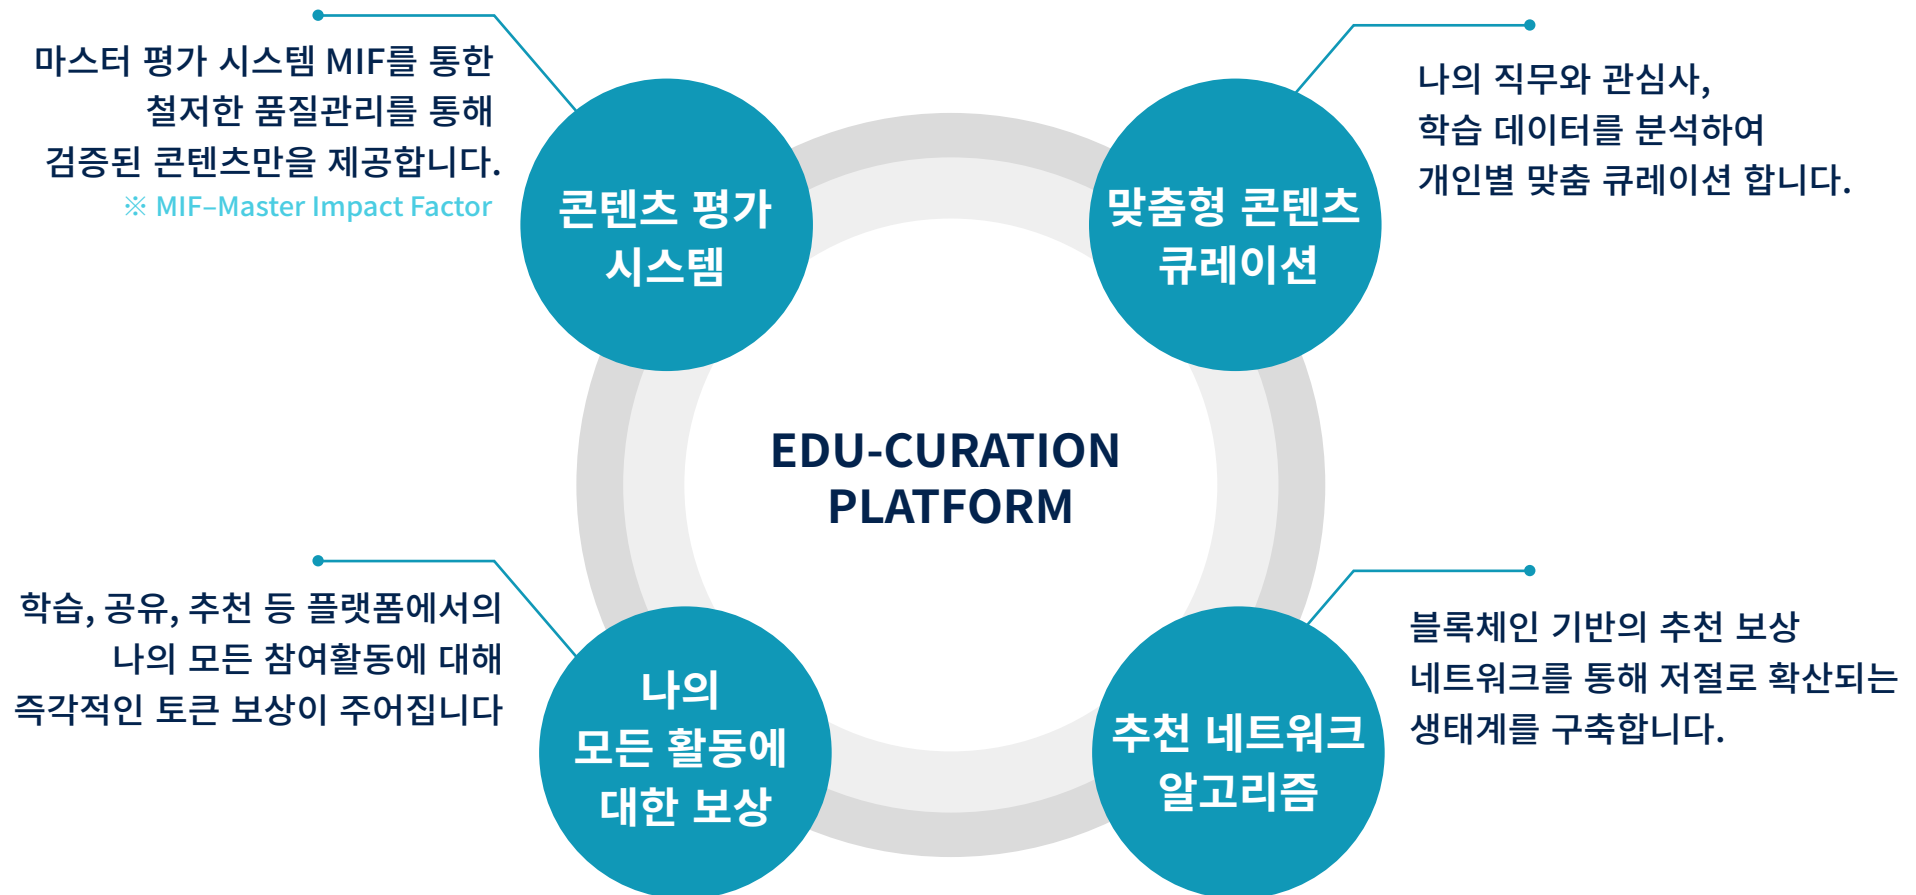 마스터 평가 시스템 MIF를 통한
철저한 품질관리를 통해
검증된 콘텐츠만을 제공합니다.
※ MIF–Master Impact Factor
콘텐츠 평가
시스템
맞춤형 콘텐츠
큐레이션
나의 직무와 관심사,
학습 데이터를 분석하여
개인별 맞춤 큐레이션 합니다.
EDU-CURATION
PLATFORM
학습, 공유, 추천 등 플랫폼에서의
나의 모든 참여활동에 대해
즉각적인 토큰 보상이 주어집니다
나의
모든 활동에
대한 보상
추천 네트워크
알고리즘
블록체인 기반의 추천 보상
네트워크를 통해 저절로 확산되는
생태계를 구축합니다.